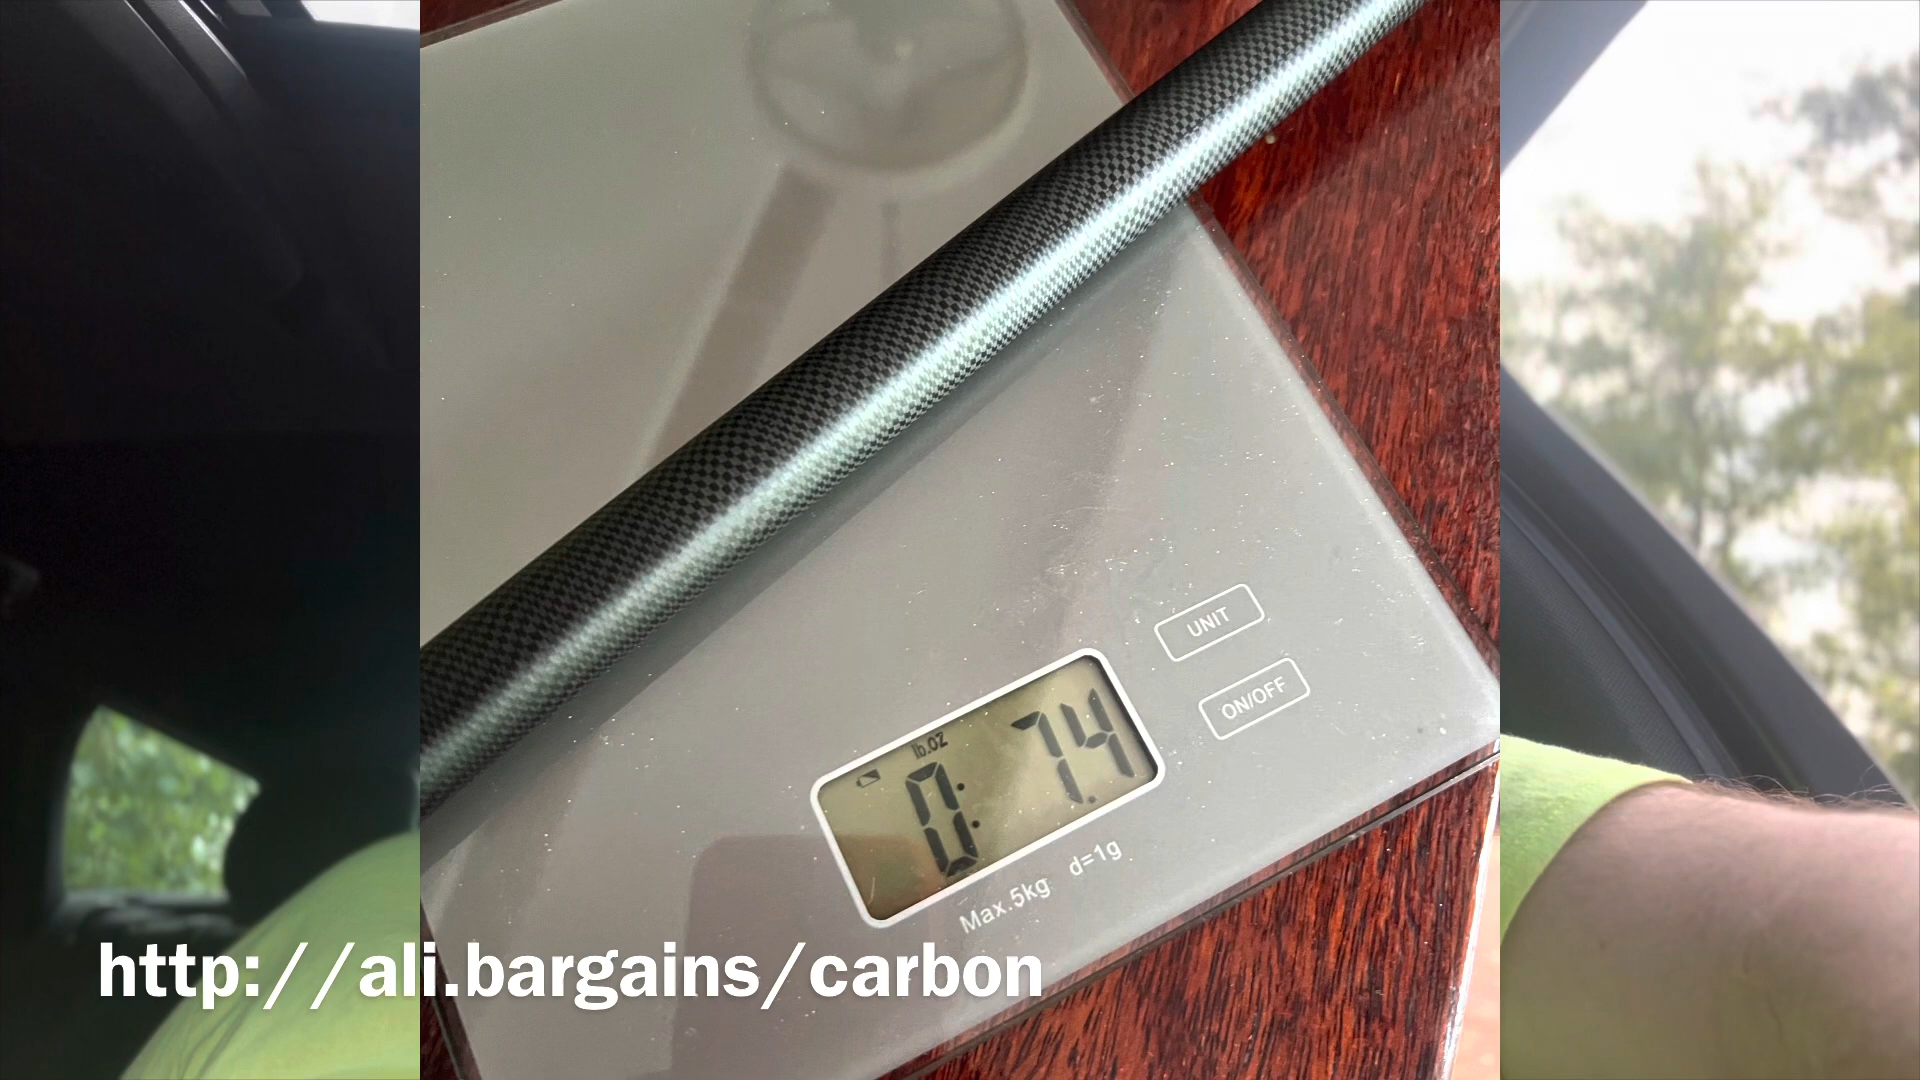 UNIT
ON/OFF
lb.oz
0: 7.4
Max.5kg d=1g
http://ali.bargains/carbon